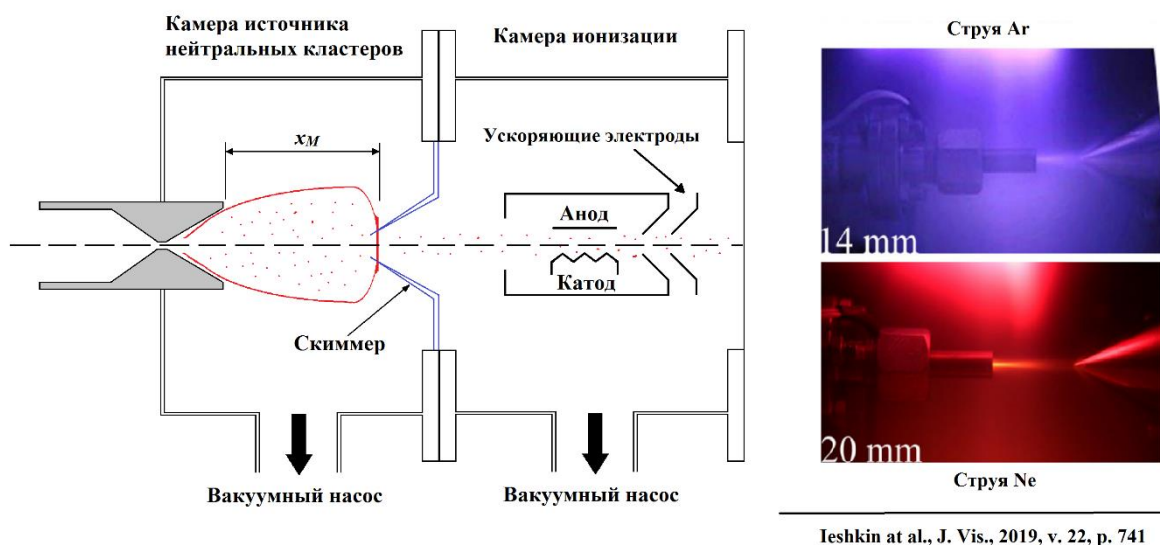 Камера источника
нейтральных кластеров
Камера ионизации
Ускоряющие электроды
x_M
Анод
Катод
Скиммер
Вакуумный насос
Вакуумный насос
Струя Ar
14 mm
20 mm
Струя Ne
Ieshkin at al., J. Vis., 2019, v. 22, p. 741